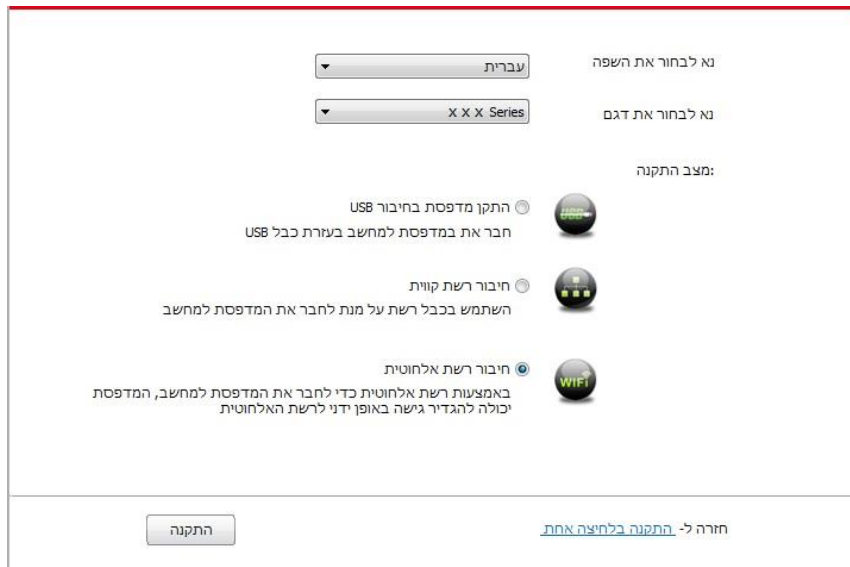 נא לבחור את השפה
עברית
נא לבחור את דגם
X X X Series
מצב התקנה:
USB
התקן מדפסת בחיבור USB
חבר את במדפסת למחשב בעזרת כבל USB
חיבור רשת קווית
השתמש בכבל רשת על מנת לחבר את המדפסת למחשב
WiFi
חיבור רשת אלחוטית
באמצעות רשת אלחוטית כדי לחבר את המדפסת למחשב, המדפסת
יכולה להגדיר גישה באופן ידני לרשת האלחוטית
חזרה ל- התקנה בלחיצה אחת
התקנה